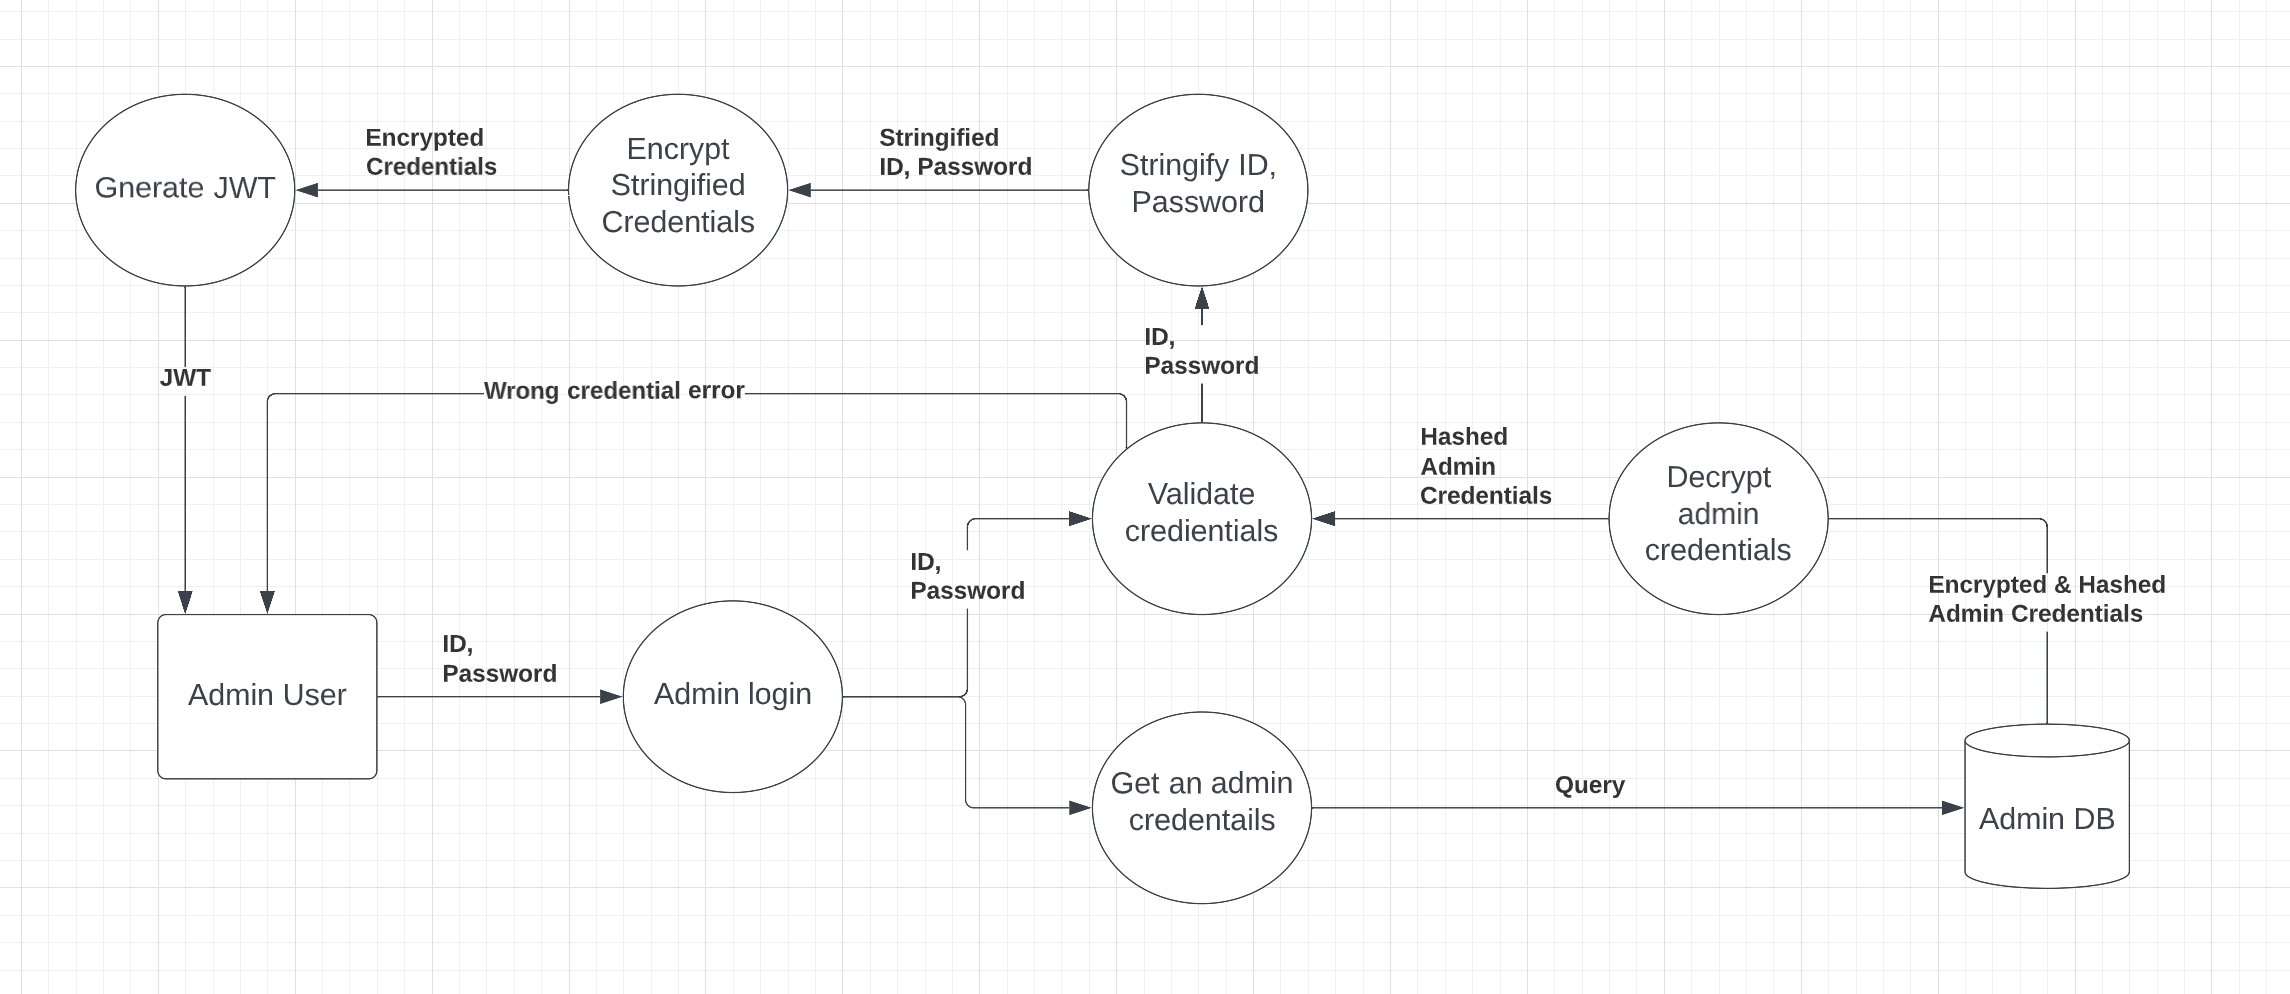 Encrypted
Credentials
Stringified
ID, Password
Gnerate JWT
Encrypt
Stringified
Credentials
Stringify ID,
Password
JWT
Wrong credential error
ID,
Password
Hashed
Admin
Credentials
Validate
credientials
Decrypt
admin
credentials
ID,
Password
Encrypted & Hashed
Admin Credentials
Admin User
ID,
Password
Admin login
Get an admin
credentails
Query
Admin DB